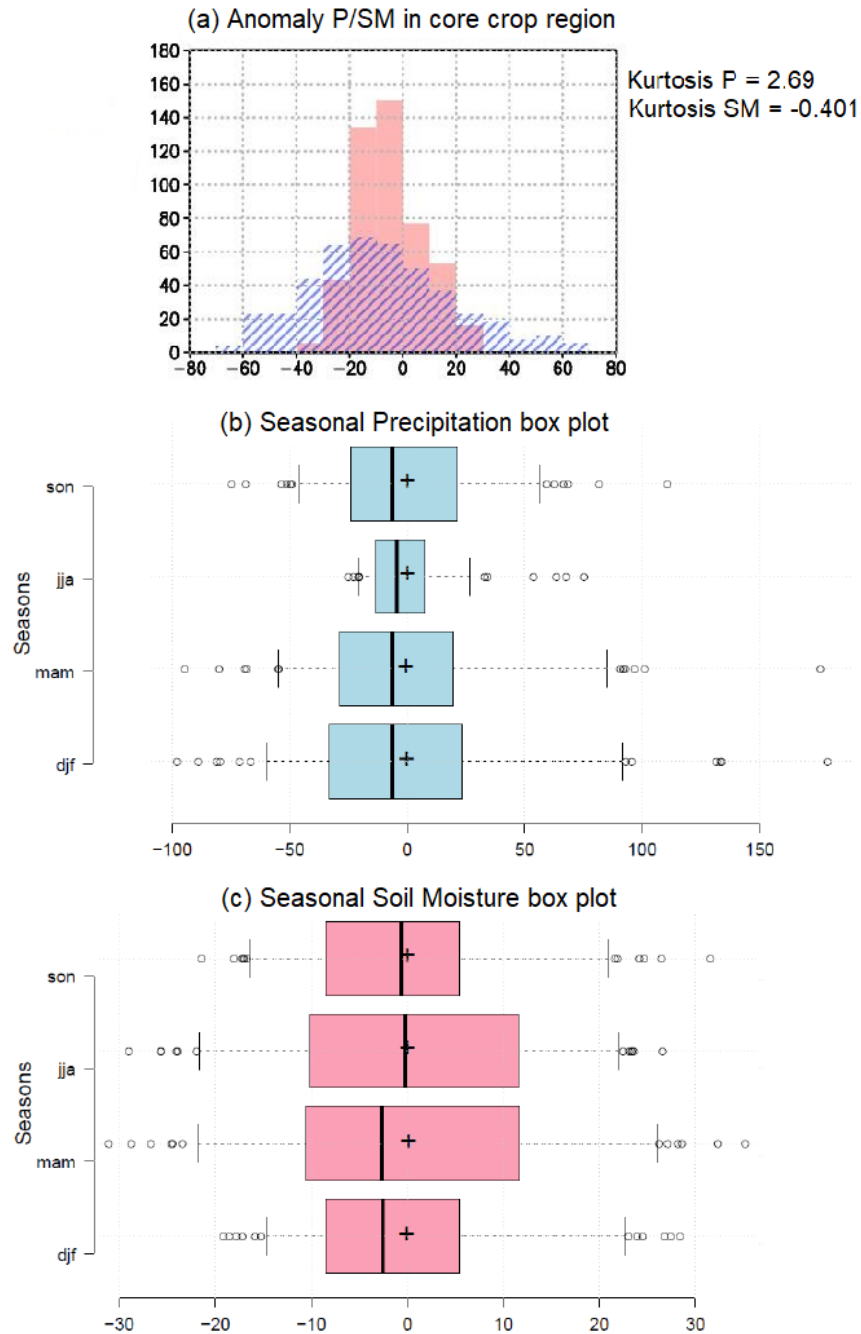 (a) Anomaly P/SM in core crop region
180
160
140
120
100
80
60
40
20
0
−80 −60 −40 −20 0 20 40 60 80
Kurtosis P = 2.69
Kurtosis SM = -0.401
(b) Seasonal Precipitation box plot
Seasons
son
jja
mam
djf
−100 −50 0 50 100 150
(c) Seasonal Soil Moisture box plot
Seasons
son
jja
mam
djf
−30 −20 −10 0 10 20 30